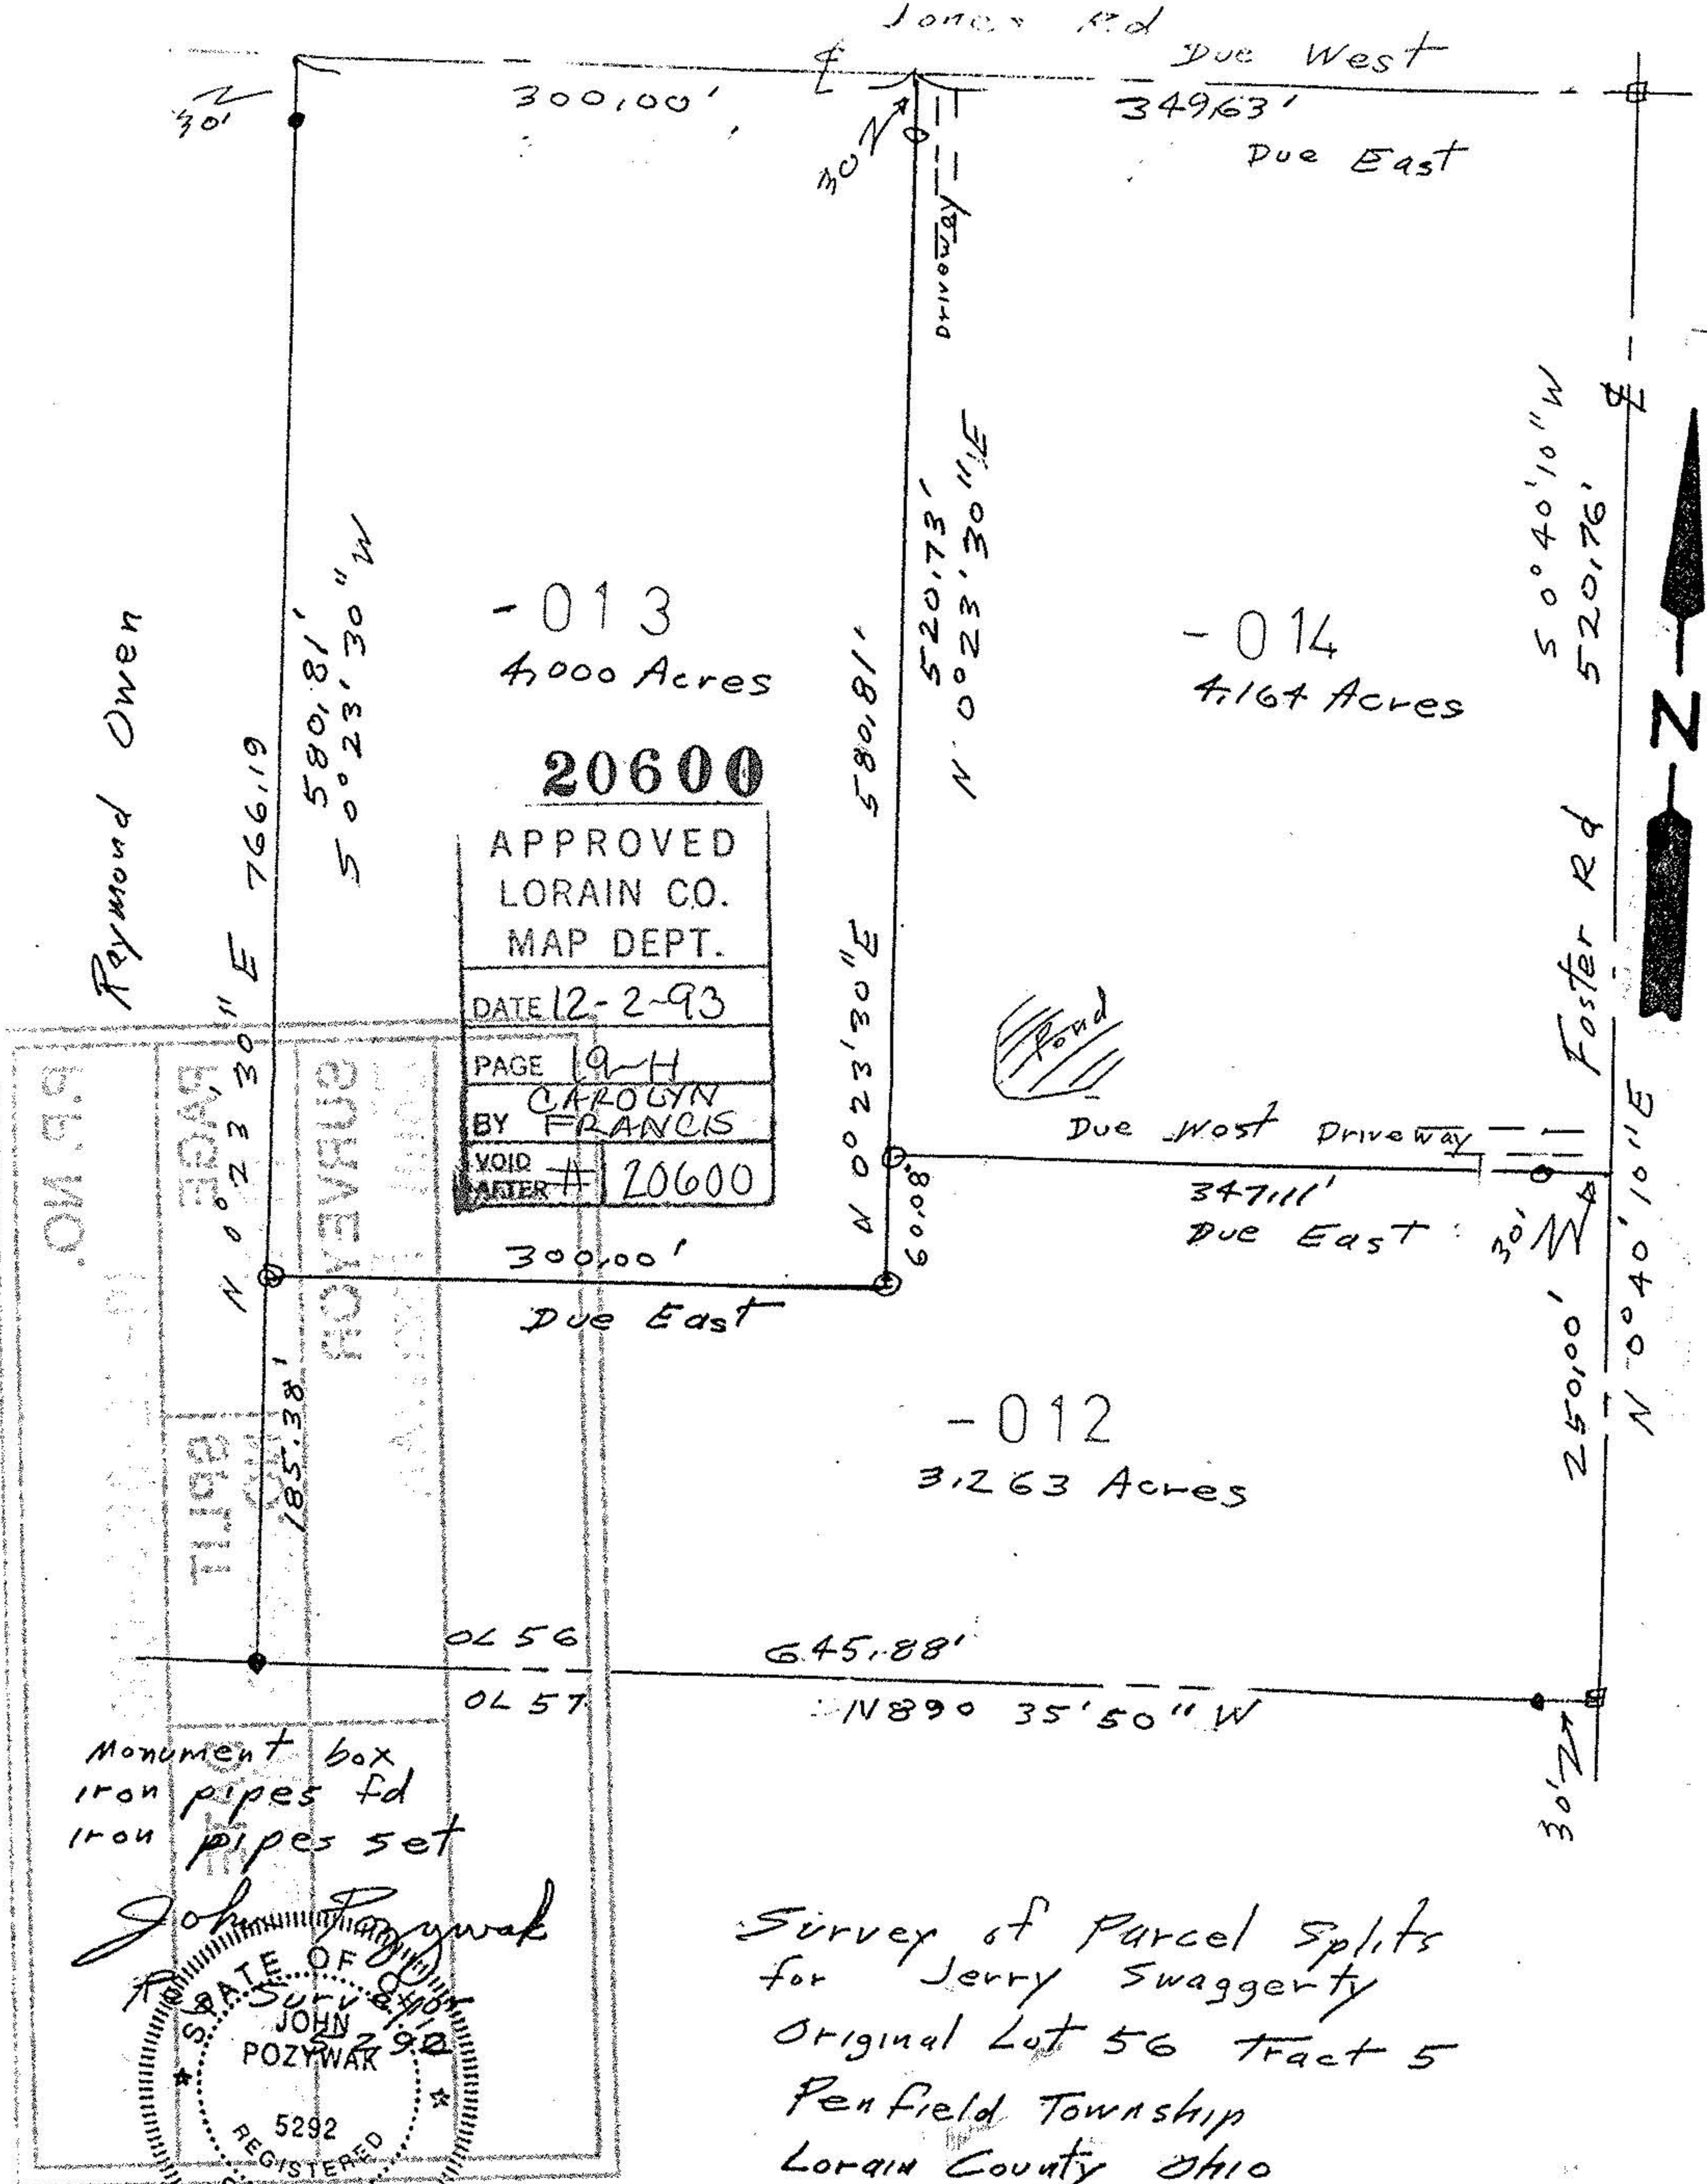 Jones Rd
Due West
℄
300.00'
349.63'
30'
30
Due East
Driveway
S 0° 40' 10" W
520.76'
℄
520.73'
N 0° 23' 30" E
580.81'
S 0° 23' 30" W
-013
4.000 Acres
-014
4.164 Acres
Raymond Owen
N 0° 23' 30" E 766.19
N 0° 23' 30" E 580.81'
20600
APPROVED
LORAIN CO.
MAP DEPT.
DATE 12-2-93
PAGE 19-H
BY CAROLYN
FRANCIS
VOID
AFTER # 20600
N
Foster Rd
Pond
Due West Driveway
347.11'
Due East
30'
60.08'
300.00'
Due East
N 0° 40' 10" E
250.00'
185.38'
SURVEYOR
PAGE
NO.
-012
3.263 Acres
OL 56
645.88'
OL 57
N 89° 35' 50" W
30'
Monument box
Iron pipes fd
Iron pipes set
John Pozywak
Surveyor
5292
STATE OF
JOHN
POZYWAK
5292
REGISTERED
Survey of Parcel Splits
for Jerry Swaggerty
Original Lot 56 Tract 5
Penfield Township
Lorain County Ohio